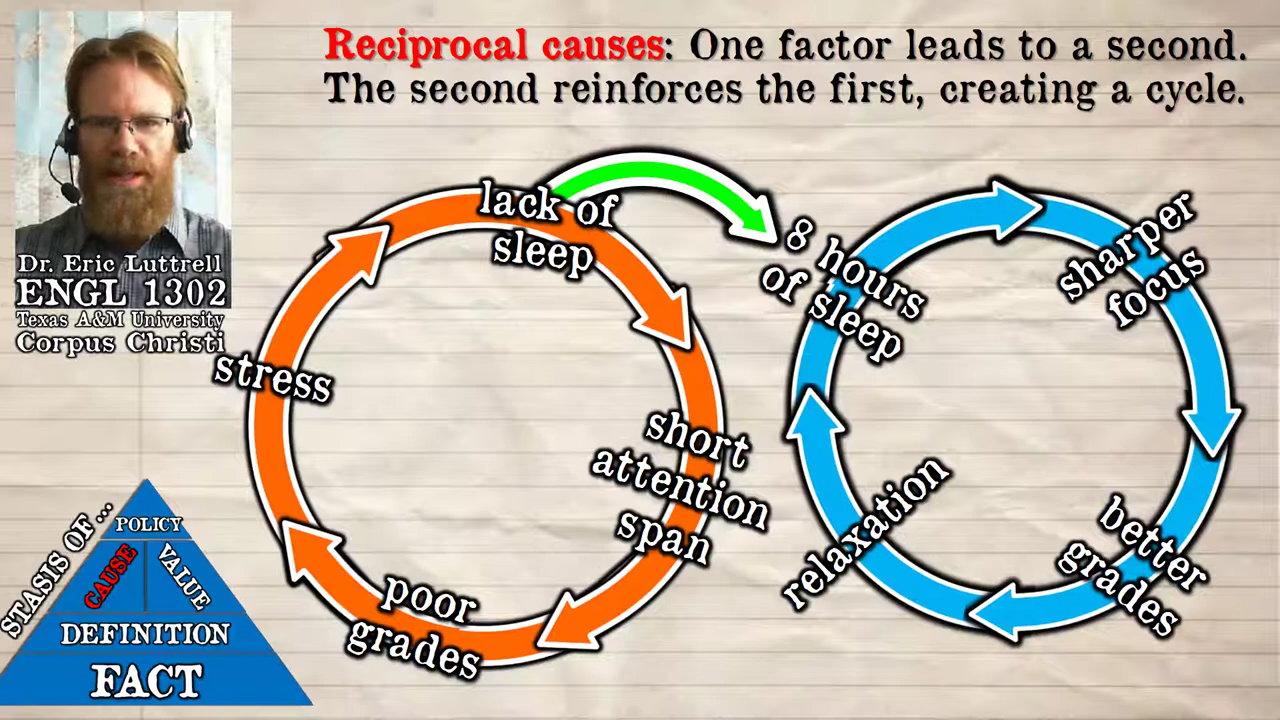 Reciprocal causes: One factor leads to a second.
The second reinforces the first, creating a cycle.
Dr. Eric Luttrell
ENGL 1302
Texas A&M University
Corpus Christi
lack of
sleep
short
attention
span
poor
grades
stress
8 hours
of sleep
sharper
focus
better
grades
relaxation
STASIS OF...
POLICY
CAUSE
VALUE
DEFINITION
FACT